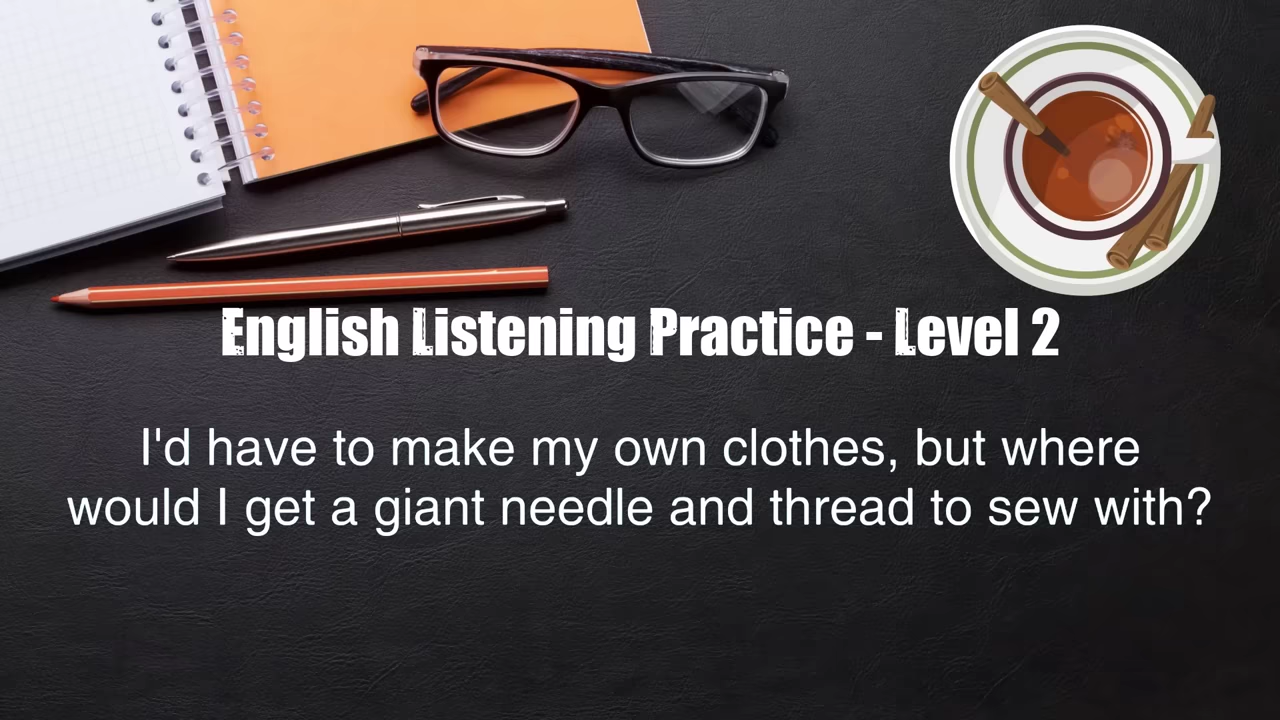 English Listening Practice - Level 2
I'd have to make my own clothes, but where
would I get a giant needle and thread to sew with?